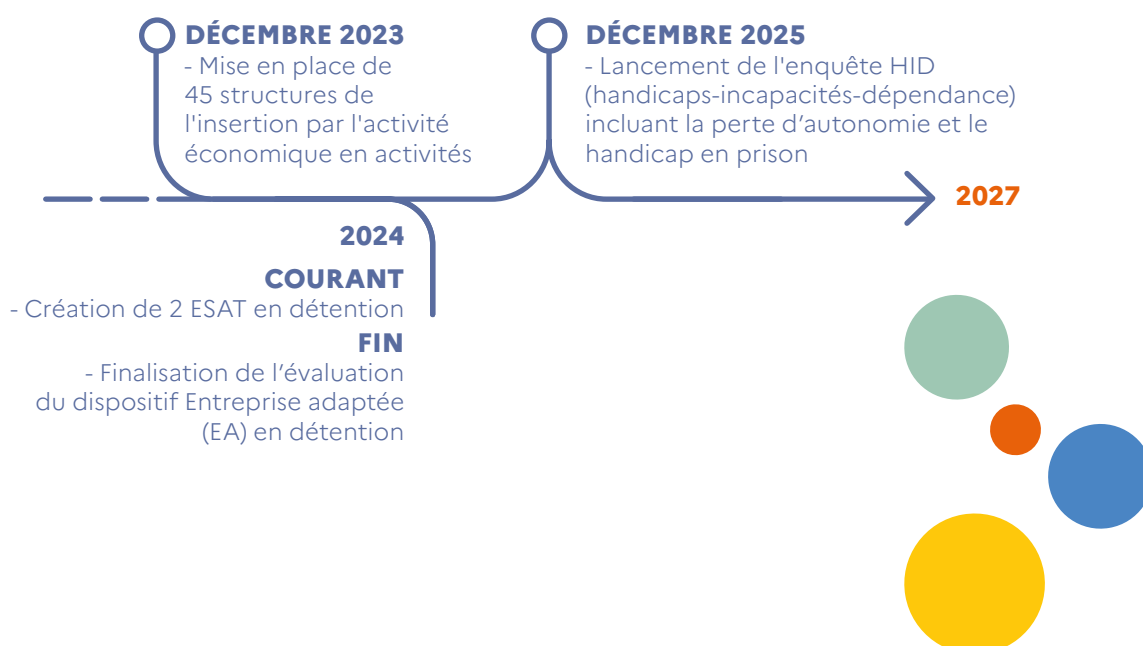 DÉCEMBRE 2023
- Mise en place de
45 structures de
l'insertion par l'activité
économique en activités
DÉCEMBRE 2025
- Lancement de l'enquête HID
(handicaps-incapacités-dépendance)
incluant la perte d’autonomie et le
handicap en prison
2027
2024
COURANT
- Création de 2 ESAT en détention
FIN
- Finalisation de l’évaluation
du dispositif Entreprise adaptée
(EA) en détention